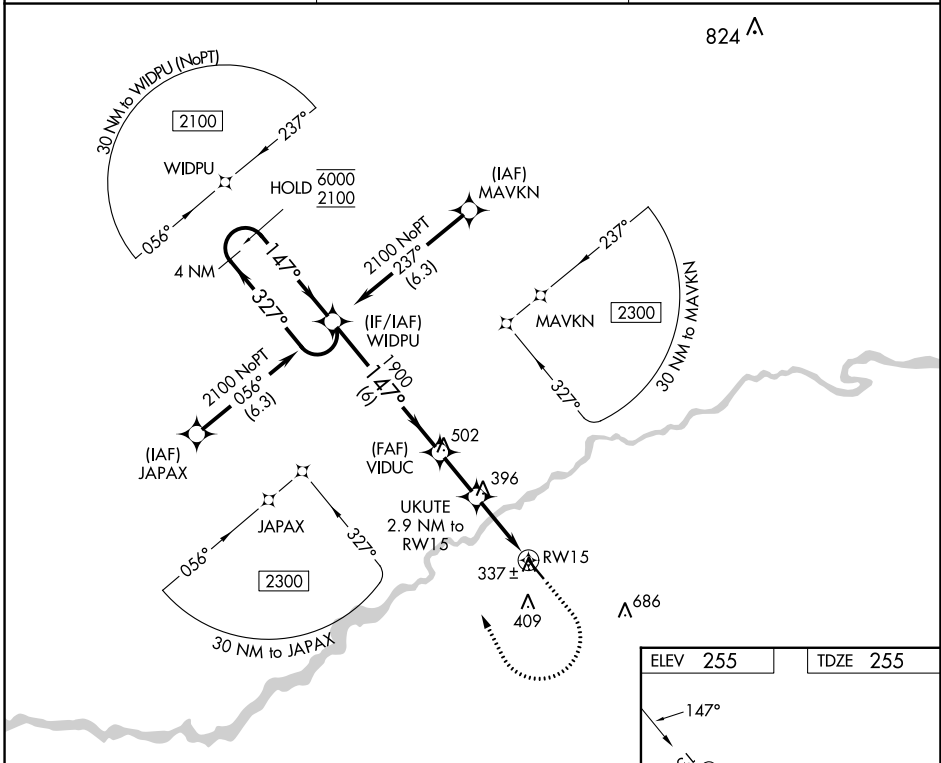 824
30 NM to WIDPU (NoPT)
2100
237°
WIDPU
056°
HOLD 6000
2100
(IAF)
MAVKN
2100 NoPT
237°
(6.3)
4 NM
147°
327°
(IF/IAF)
WIDPU
237°
MAVKN
2300
327°
30 NM to MAVKN
2100 NoPT
056°
(6.3)
1900
147°
(6)
(IAF)
JAPAX
(FAF)
VIDUC
502
396
UKUTE
2.9 NM to
RW15
JAPAX
056°
327°
2300
30 NM to JAPAX
RW15
337 ±
409
686
ELEV 255
TDZE 255
147°